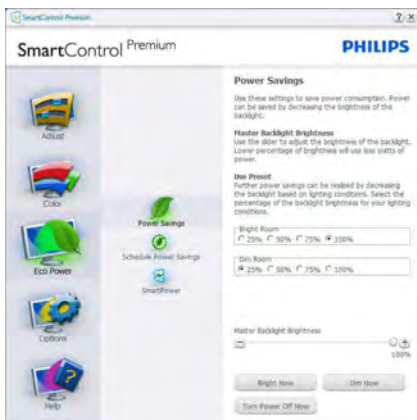 SmartControl Premium
SmartControl Premium
PHILIPS
Adjust
Color
Eco Power
Options
Help
Power Savings
Schedule Power Savings
SmartPower
Power Savings
Use these settings to save power consumption. Power
can be saved by decreasing the brightness of the
backlight.
Master Backlight Brightness
Use the slider to adjust the brightness of the backlight.
Lower percentage of brightness will use less watts of
power.
Use Preset
Further power savings can be realized by decreasing
the backlight based on lighting conditions. Select the
percentage of the backlight brightness for your lighting
conditions.
Bright Room
25% 50% 75% 100%
Dim Room
25% 50% 75% 100%
Master Backlight Brightness
100%
Bright Now
Dim Now
Turn Power Off Now